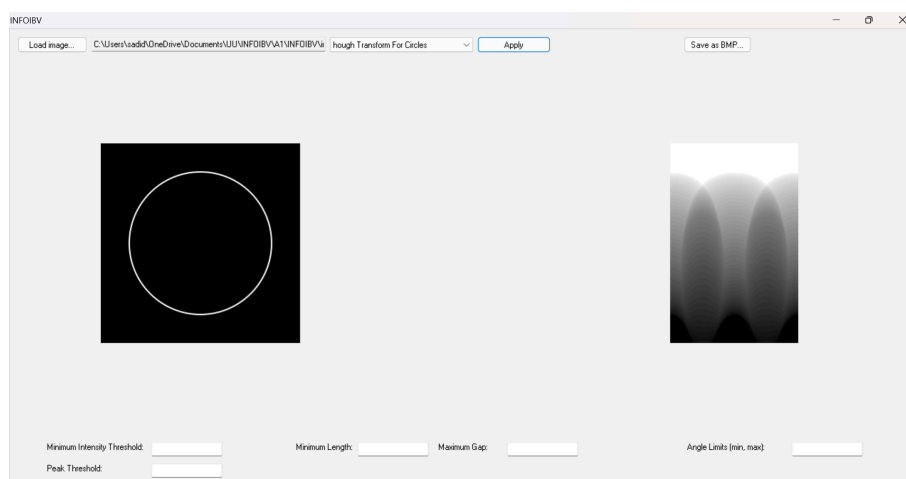 INFOIBV
Load image... C:\Users\sadid\OneDrive\Documents\UU\INFOIBV\A1\INFOIBV\ir hough Transform For Circles Apply Save as BMP...
Minimum Intensity Threshold: Minimum Length: Maximum Gap: Angle Limits (min, max):
Peak Threshold: